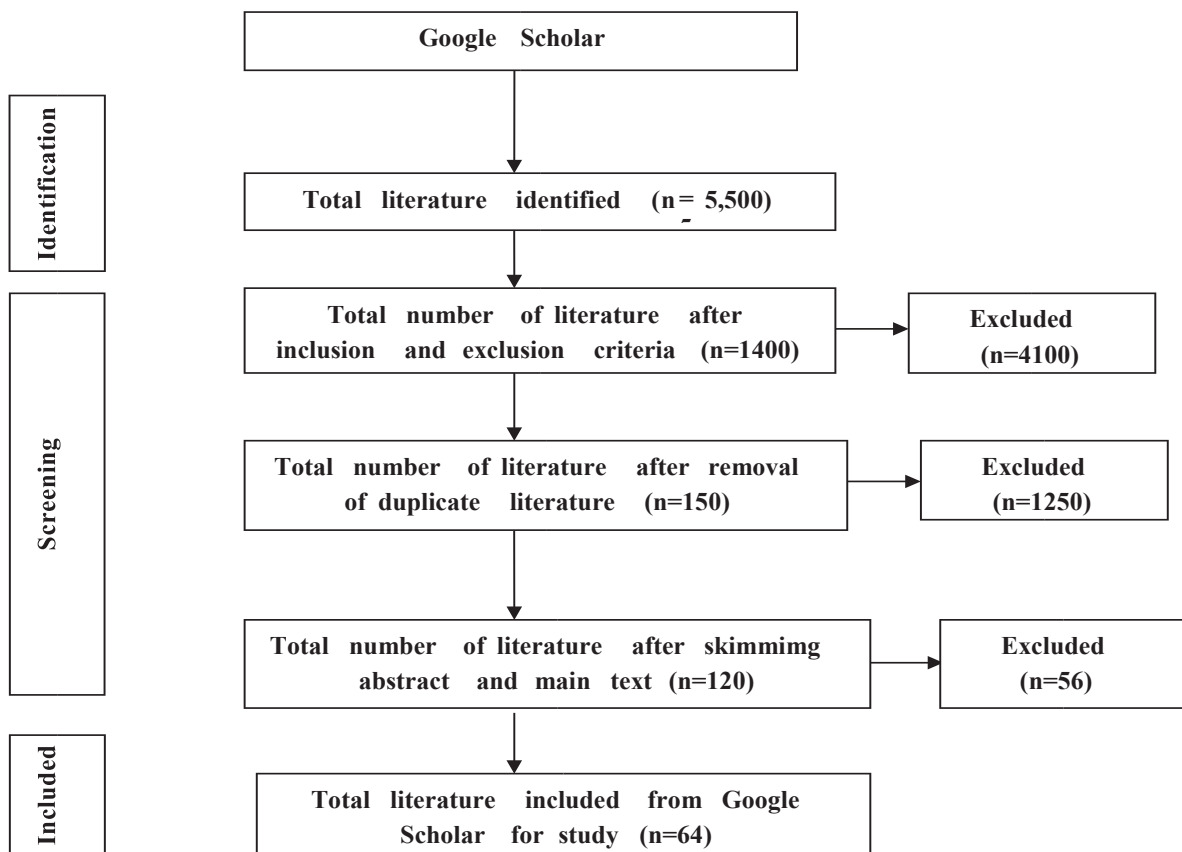 Google Scholar
Identification
Total literature identified (n= 5,500)
Total number of literature after
inclusion and exclusion criteria (n=1400)
Excluded
(n=4100)
Screening
Total number of literature after removal
of duplicate literature (n=150)
Excluded
(n=1250)
Total number of literature after skimmimg
abstract and main text (n=120)
Excluded
(n=56)
Included
Total literature included from Google
Scholar for study (n=64)